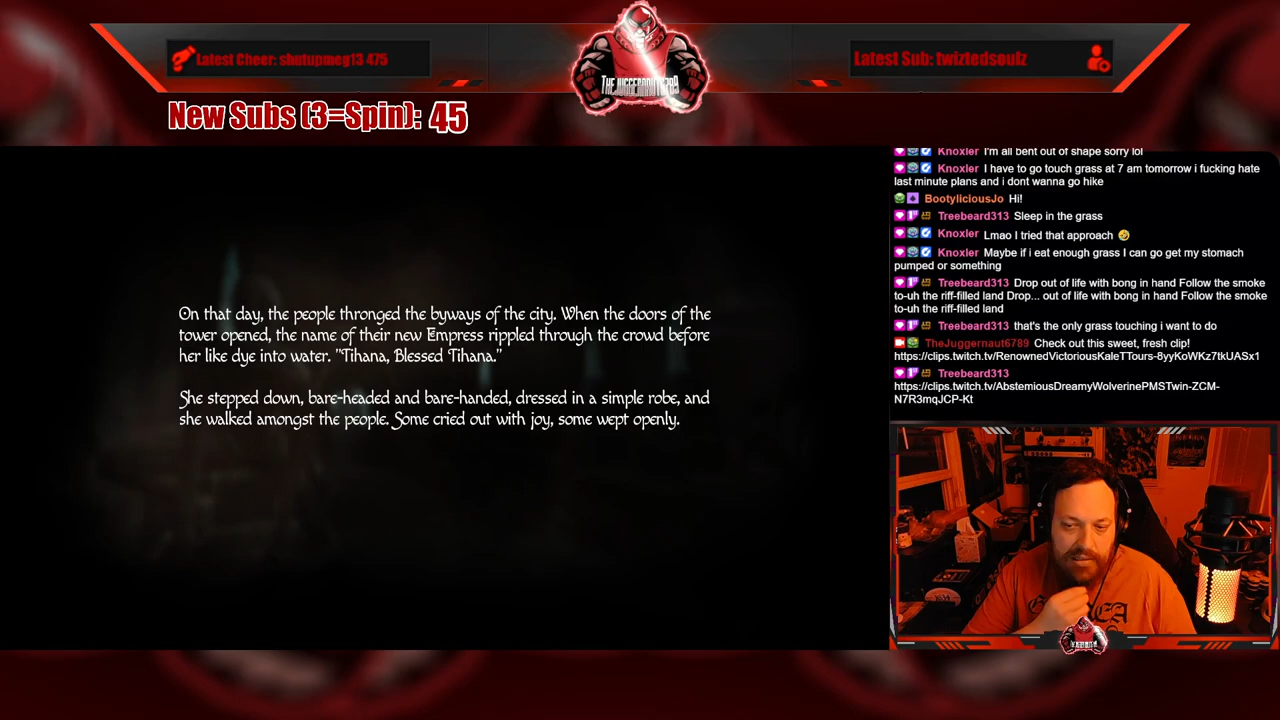 Latest Cheer: shutupmeg13 475
THEJUGGERNAUT6789
Latest Sub: twiztedsoulz
New Subs (3=Spin): 45
On that day, the people thronged the byways of the city. When the doors of the
tower opened, the name of their new Empress rippled through the crowd before
her like dye into water. "Tihana, Blessed Tihana."
She stepped down, bare-headed and bare-handed, dressed in a simple robe, and
she walked amongst the people. Some cried out with joy, some wept openly.
Knoxler I'm all bent out of shape sorry lol
Knoxler I have to go touch grass at 7 am tomorrow i fucking hate
last minute plans and i dont wanna go hike
BootyliciousJo Hi!
Treebeard313 Sleep in the grass
Knoxler Lmao I tried that approach 🤣
Knoxler Maybe if i eat enough grass I can go get my stomach
pumped or something
Treebeard313 Drop out of life with bong in hand Follow the smoke
to-uh the riff-filled land Drop... out of life with bong in hand Follow the smoke
to-uh the riff-filled land
Treebeard313 that's the only grass touching i want to do
TheJuggernaut6789 Check out this sweet, fresh clip!
https://clips.twitch.tv/RenownedVictoriousKaleTTours-8yyKoWKz7tkUASx1
Treebeard313
https://clips.twitch.tv/AbstemiousDreamyWolverinePMSTwin-ZCM-
N7R3mqJCP-Kt